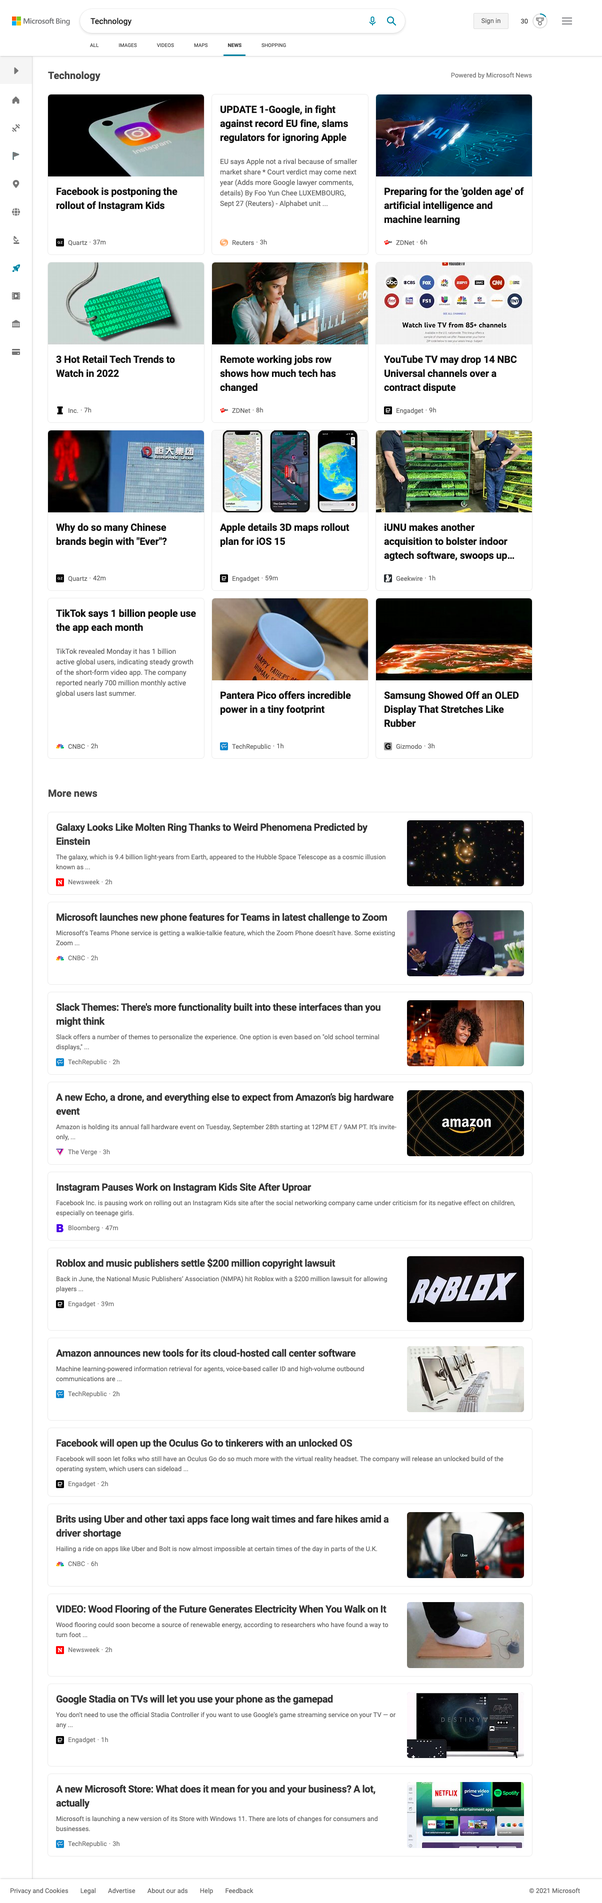 Microsoft Bing
Technology
Sign in
30
ALL IMAGES VIDEOS MAPS NEWS SHOPPING
Technology
Powered by Microsoft News
Instagram
Facebook is postponing the
rollout of Instagram Kids
Quartz · 37m
UPDATE 1-Google, in fight
against record EU fine, slams
regulators for ignoring Apple
EU says Apple not a rival because of smaller
market share * Court verdict may come next
year (Adds more Google lawyer comments,
details) By Foo Yun Chee LUXEMBOURG,
Sept 27 (Reuters) - Alphabet unit ...
Reuters · 3h
AI
Preparing for the 'golden age' of
artificial intelligence and
machine learning
ZDNet · 6h
3 Hot Retail Tech Trends to
Watch in 2022
Inc. · 7h
Remote working jobs row
shows how much tech has
changed
ZDNet · 8h
abc CBS FOX NBC ESPN CNN
FS1 TNT
Watch live TV from 85+ channels
YouTube TV may drop 14 NBC
Universal channels over a
contract dispute
Engadget · 9h
恒大集团
Why do so many Chinese
brands begin with "Ever"?
Quartz · 42m
Apple details 3D maps rollout
plan for iOS 15
Engadget · 59m
iUNU makes another
acquisition to bolster indoor
agtech software, swoops up...
Geekwire · 1h
TikTok says 1 billion people use
the app each month
TikTok revealed Monday it has 1 billion
active global users, indicating steady growth
of the short-form video app. The company
reported nearly 700 million monthly active
global users last summer.
CNBC · 2h
Pantera Pico offers incredible
power in a tiny footprint
TechRepublic · 1h
Samsung Showed Off an OLED
Display That Stretches Like
Rubber
Gizmodo · 3h
More news
Galaxy Looks Like Molten Ring Thanks to Weird Phenomena Predicted by
Einstein
The galaxy, which is 9.4 billion light-years from Earth, appeared to the Hubble Space Telescope as a cosmic illusion
known as ...
Newsweek · 2h
Microsoft launches new phone features for Teams in latest challenge to Zoom
Microsoft's Teams Phone service is getting a walkie-talkie feature, which the Zoom Phone doesn't have. Some existing
Zoom ...
CNBC · 2h
Slack Themes: There's more functionality built into these interfaces than you
might think
Slack offers a number of themes to personalize the experience. One option is even based on "old school terminal
displays," ...
TechRepublic · 2h
A new Echo, a drone, and everything else to expect from Amazon's big hardware
event
Amazon is holding its annual fall hardware event on Tuesday, September 28th starting at 12PM ET / 9AM PT. It's invite-
only, ...
The Verge · 3h
amazon
Instagram Pauses Work on Instagram Kids Site After Uproar
Facebook Inc. is pausing work on rolling out an Instagram Kids site after the social networking company came under criticism for its negative effect on children,
especially on teenage girls.
Bloomberg · 47m
Roblox and music publishers settle $200 million copyright lawsuit
Back in June, the National Music Publishers' Association (NMPA) hit Roblox with a $200 million lawsuit for allowing
players ...
Engadget · 39m
ROBLOX
Amazon announces new tools for its cloud-hosted call center software
Machine learning-powered information retrieval for agents, voice-based caller ID and high-volume outbound
communications are ...
TechRepublic · 2h
Facebook will open up the Oculus Go to tinkerers with an unlocked OS
Facebook will soon let folks who still have an Oculus Go do so much more with the virtual reality headset. The company will release an unlocked build of the
operating system, which users can sideload ...
Engadget · 2h
Brits using Uber and other taxi apps face long wait times and fare hikes amid a
driver shortage
Hailing a ride on apps like Uber and Bolt is now almost impossible at certain times of the day in parts of the U.K.
CNBC · 6h
Uber
VIDEO: Wood Flooring of the Future Generates Electricity When You Walk on It
Wood flooring could soon become a source of renewable energy, according to researchers who have found a way to
turn foot ...
Newsweek · 2h
Google Stadia on TVs will let you use your phone as the gamepad
You don't need to use the official Stadia Controller if you want to use Google's game streaming service on your TV — or
any ...
Engadget · 1h
DESTINY
A new Microsoft Store: What does it mean for you and your business? A lot,
actually
Microsoft is launching a new version of its Store with Windows 11. There are lots of changes for consumers and
businesses.
TechRepublic · 3h
NETFLIX prime video Spotify
Best entertainment apps
Privacy and Cookies Legal Advertise About our ads Help Feedback
© 2021 Microsoft